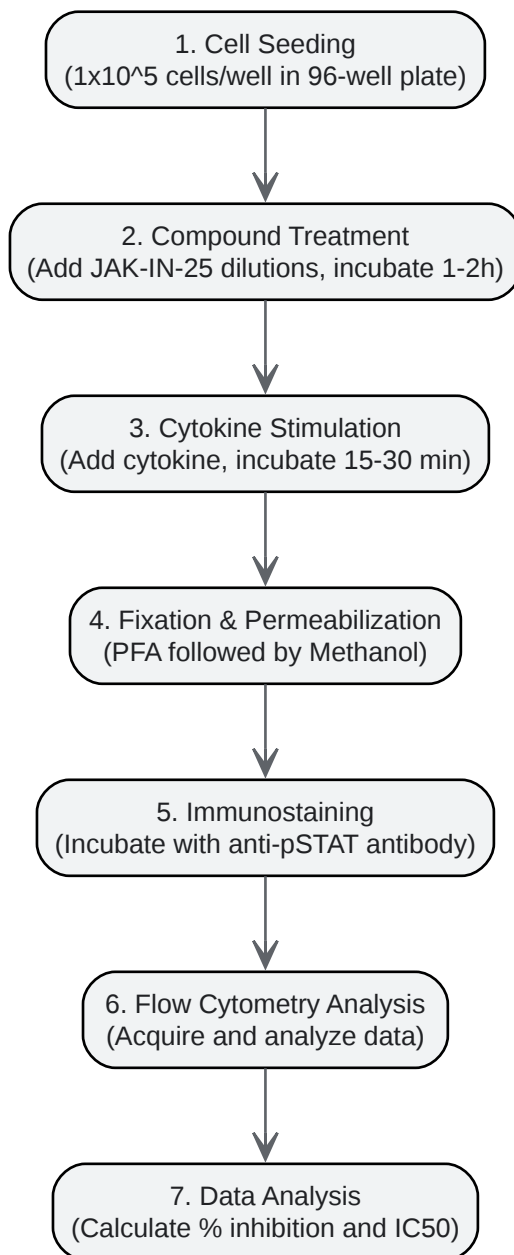 1. Cell Seeding
(1x10^5 cells/well in 96-well plate)
2. Compound Treatment
(Add JAK-IN-25 dilutions, incubate 1-2h)
3. Cytokine Stimulation
(Add cytokine, incubate 15-30 min)
4. Fixation & Permeabilization
(PFA followed by Methanol)
5. Immunostaining
(Incubate with anti-pSTAT antibody)
6. Flow Cytometry Analysis
(Acquire and analyze data)
7. Data Analysis
(Calculate % inhibition and IC50)